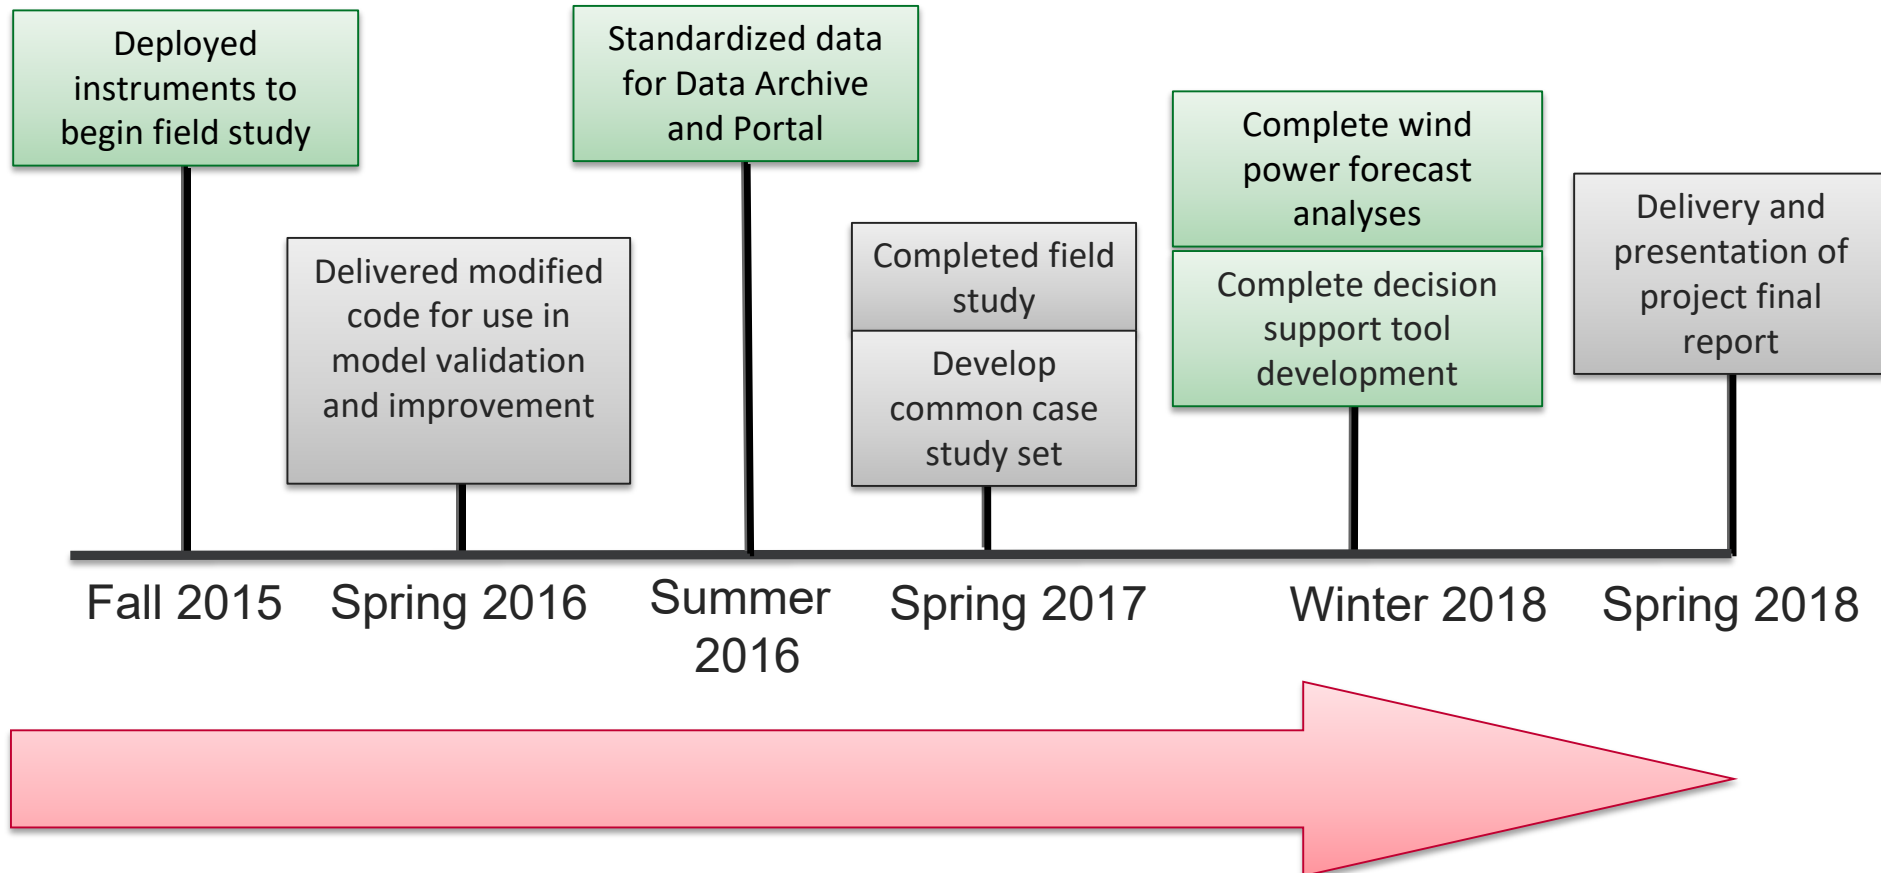 Deployed
instruments to
begin field study
Standardized data
for Data Archive
and Portal
Complete wind
power forecast
analyses
Delivery and
presentation of
project final
report
Delivered modified
code for use in
model validation
and improvement
Completed field
study
Develop
common case
study set
Complete decision
support tool
development
Fall 2015
Spring 2016
Summer
2016
Spring 2017
Winter 2018
Spring 2018